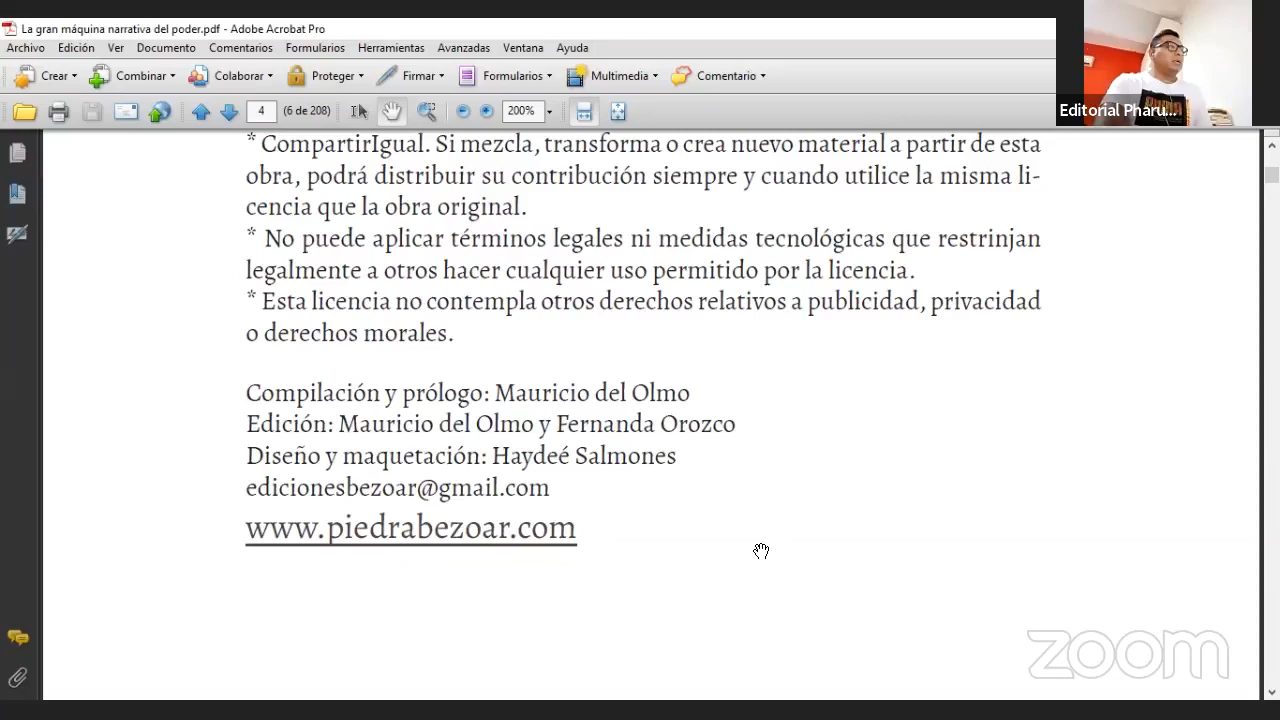 La gran máquina narrativa del poder.pdf - Adobe Acrobat Pro
Archivo Edición Ver Documento Comentarios Formularios Herramientas Avanzadas Ventana Ayuda
Crear Combinar Colaborar Proteger Firmar Formularios Multimedia Comentario
4 (6 de 208) 200%
Editorial Pharu...
* CompartirIgual. Si mezcla, transforma o crea nuevo material a partir de esta
obra, podrá distribuir su contribución siempre y cuando utilice la misma li-
cencia que la obra original.
* No puede aplicar términos legales ni medidas tecnológicas que restrinjan
legalmente a otros hacer cualquier uso permitido por la licencia.
* Esta licencia no contempla otros derechos relativos a publicidad, privacidad
o derechos morales.
Compilación y prólogo: Mauricio del Olmo
Edición: Mauricio del Olmo y Fernanda Orozco
Diseño y maquetación: Haydeé Salmones
edicionesbezoar@gmail.com
www.piedrabezoar.com
zoom